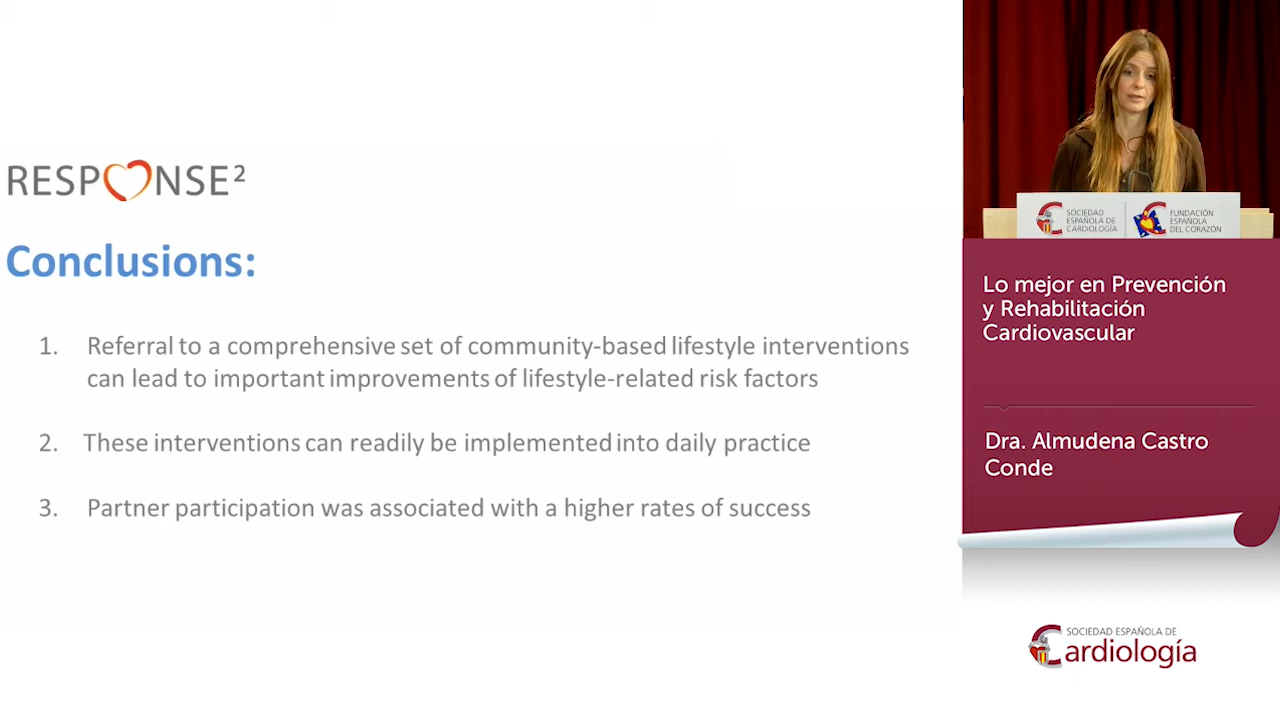 RESPONSE²
Conclusions:
1. Referral to a comprehensive set of community-based lifestyle interventions
can lead to important improvements of lifestyle-related risk factors
2. These interventions can readily be implemented into daily practice
3. Partner participation was associated with a higher rates of success
SOCIEDAD
ESPAÑOLA DE
CARDIOLOGÍA
FUNDACIÓN
ESPAÑOLA
DEL CORAZÓN
Lo mejor en Prevención
y Rehabilitación
Cardiovascular
Dra. Almudena Castro
Conde
SOCIEDAD ESPAÑOLA DE
Cardiología